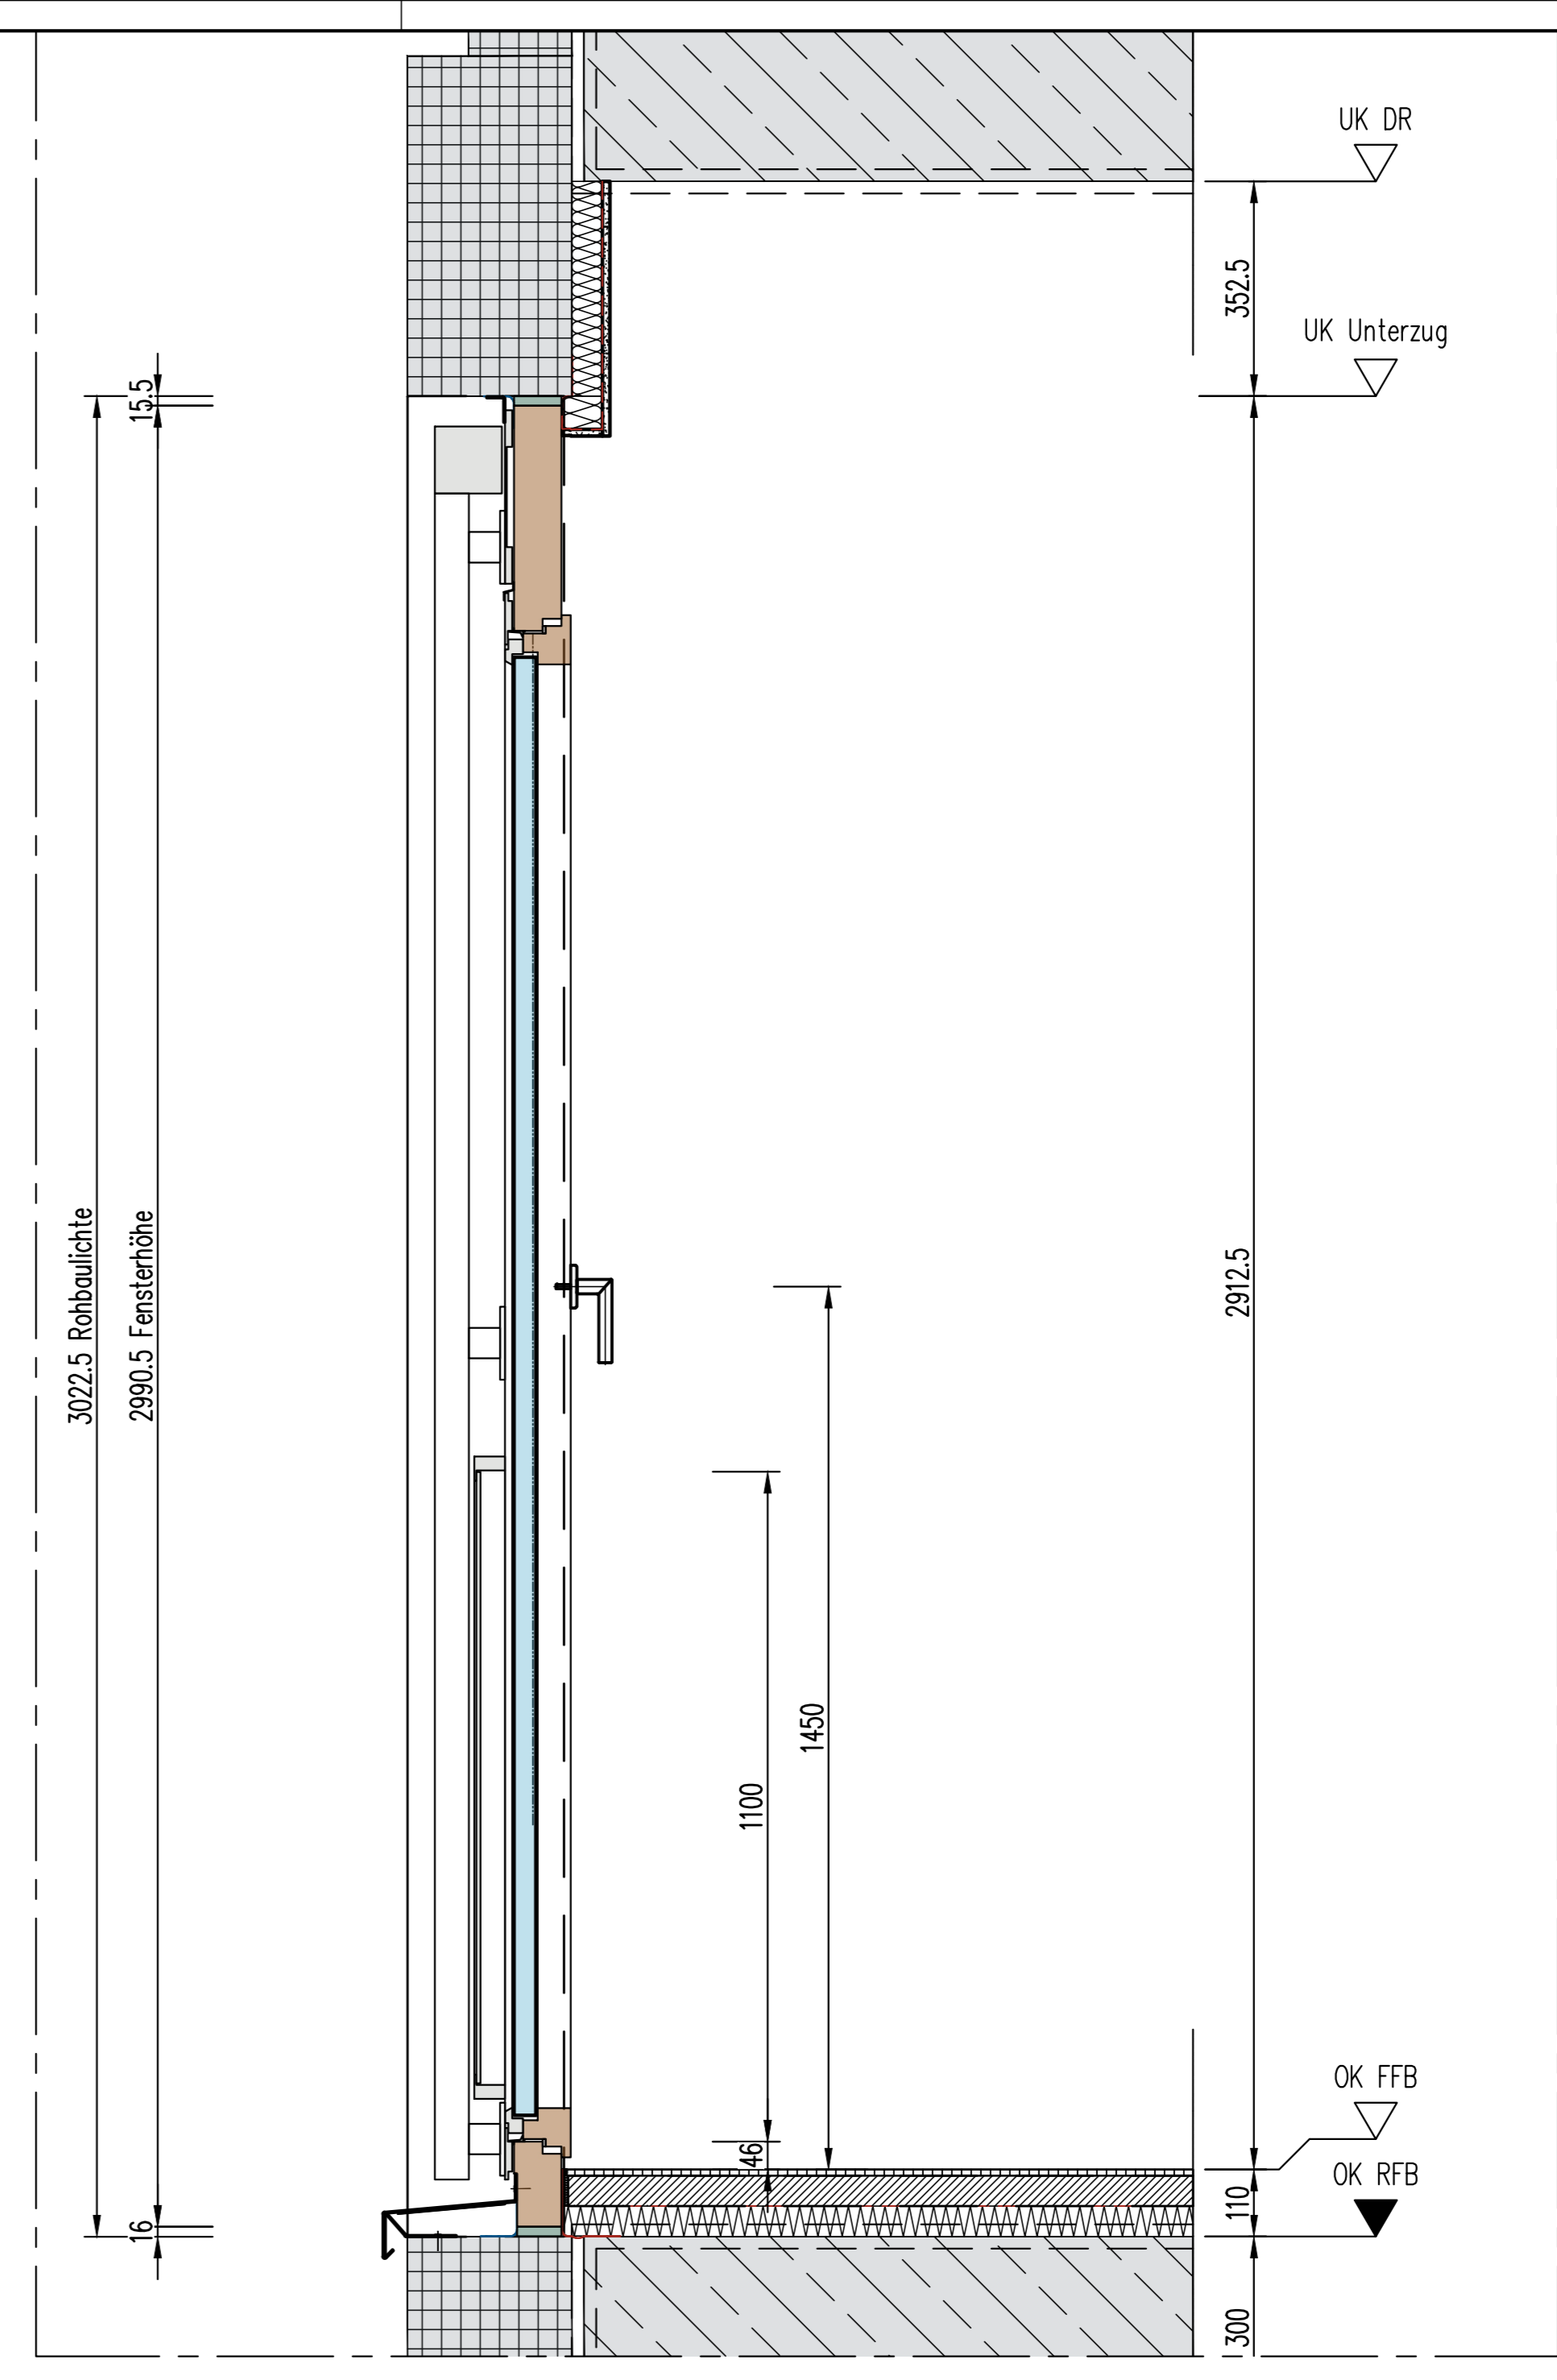 UK DR
352.5
UK Unterzug
15.5
3022.5 Rohbaulichte
2990.5 Fensterhöhe
2912.5
1450
1100
46
OK FFB
OK RFB
110
16
300